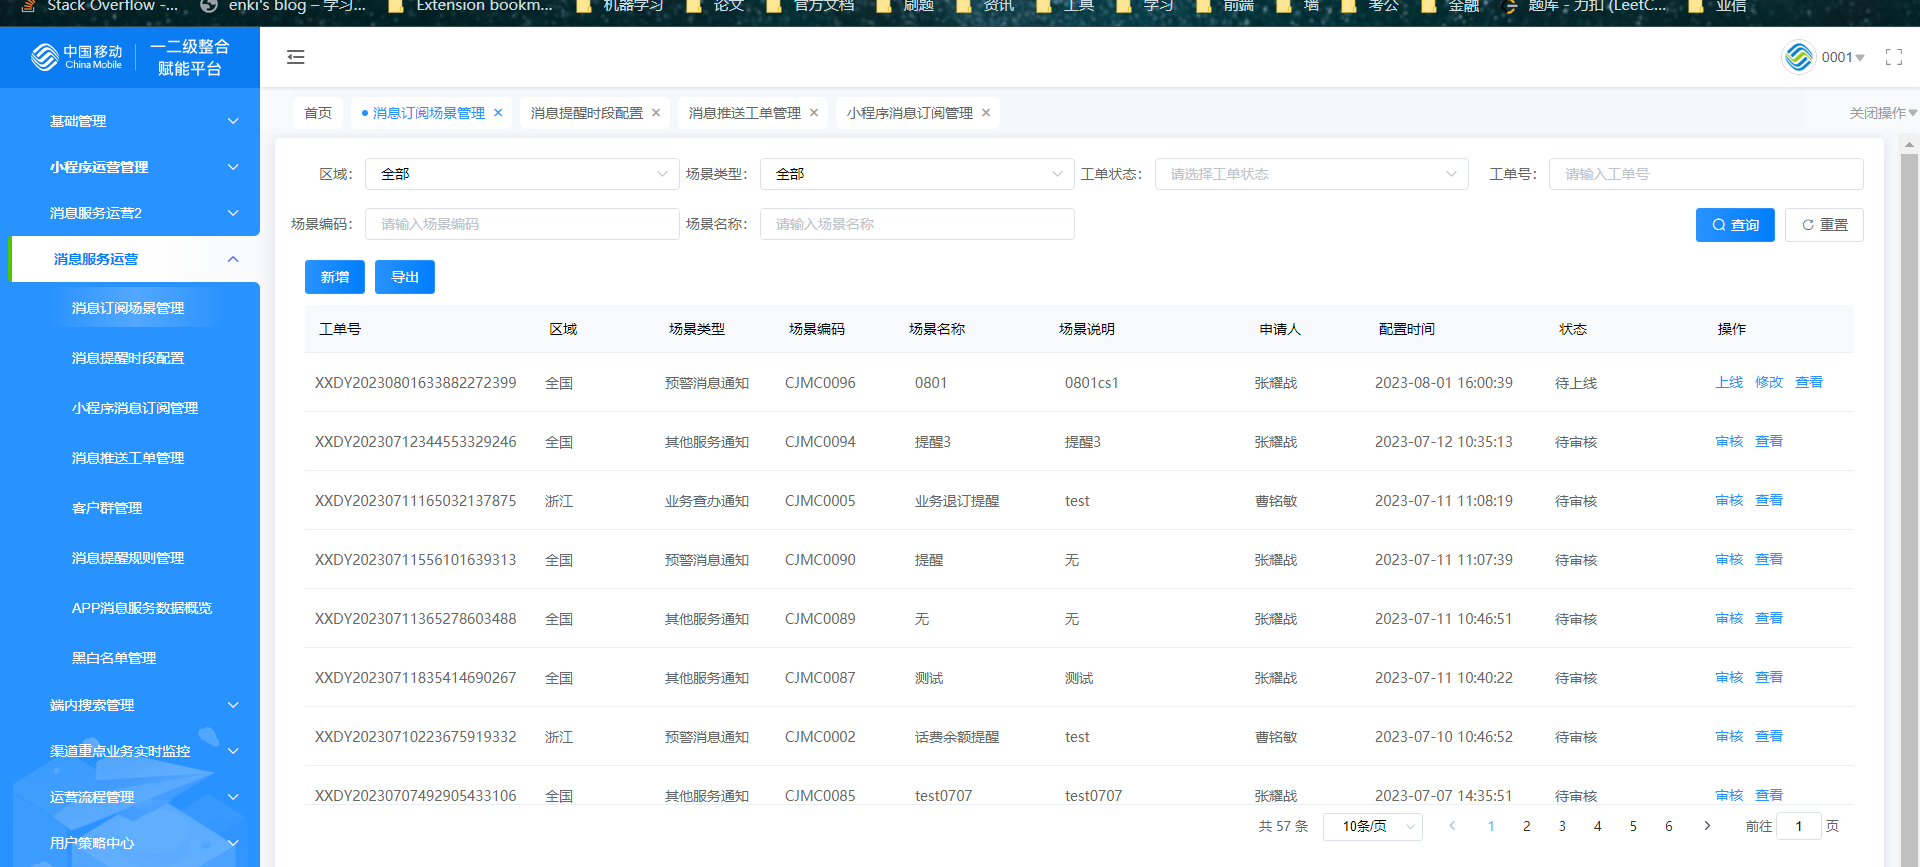 Stack Overflow -... enki's blog – 学习... Extension bookm... 机器学习 论文 官方文档 刷题 资讯 工具 学习 前端 墙 考公 金融 题库 - 力扣 (LeetC... 业信
中国移动 China Mobile
一二级整合
赋能平台
0001
基础管理
小程序运营管理
消息服务运营2
消息服务运营
消息订阅场景管理
消息提醒时段配置
小程序消息订阅管理
消息推送工单管理
客户群管理
消息提醒规则管理
APP消息服务数据概览
黑白名单管理
端内搜索管理
渠道重点业务实时监控
运营流程管理
用户策略中心
首页 消息订阅场景管理 消息提醒时段配置 消息推送工单管理 小程序消息订阅管理 关闭操作
区域: 全部 场景类型: 全部 工单状态: 请选择工单状态 工单号: 请输入工单号
场景编码: 请输入场景编码 场景名称: 请输入场景名称 查询 重置
新增 导出
工单号 区域 场景类型 场景编码 场景名称 场景说明 申请人 配置时间 状态 操作
XXDY20230801633882272399 全国 预警消息通知 CJMC0096 0801 0801cs1 张耀战 2023-08-01 16:00:39 待上线 上线 修改 查看
XXDY20230712344553329246 全国 其他服务通知 CJMC0094 提醒3 提醒3 张耀战 2023-07-12 10:35:13 待审核 审核 查看
XXDY20230711165032137875 浙江 业务查办通知 CJMC0005 业务退订提醒 test 曹铭敏 2023-07-11 11:08:19 待审核 审核 查看
XXDY20230711556101639313 全国 预警消息通知 CJMC0090 提醒 无 张耀战 2023-07-11 11:07:39 待审核 审核 查看
XXDY20230711365278603488 全国 其他服务通知 CJMC0089 无 无 张耀战 2023-07-11 10:46:51 待审核 审核 查看
XXDY20230711835414690267 全国 其他服务通知 CJMC0087 测试 测试 张耀战 2023-07-11 10:40:22 待审核 审核 查看
XXDY20230710223675919332 浙江 预警消息通知 CJMC0002 话费余额提醒 test 曹铭敏 2023-07-10 10:46:52 待审核 审核 查看
XXDY20230707492905433106 全国 其他服务通知 CJMC0085 test0707 test0707 张耀战 2023-07-07 14:35:51 待审核 审核 查看
共 57 条 10条/页 1 2 3 4 5 6 前往 1 页